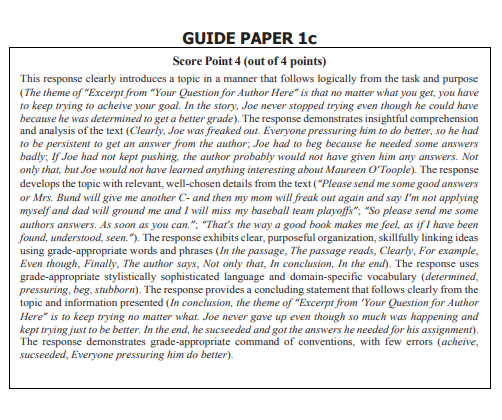 GUIDE PAPER 1c
Score Point 4 (out of 4 points)
This response clearly introduces a topic in a manner that follows logically from the task and purpose
(The theme of "Excerpt from "Your Question for Author Here" is that no matter what you get, you have
to keep trying to acheive your goal. In the story, Joe never stopped trying even though he could have
because he was determined to get a better grade). The response demonstrates insightful comprehension
and analysis of the text (Clearly, Joe was freaked out. Everyone pressuring him to do better, so he had
to be persistent to get an answer from the author; Joe had to beg because he needed some answers
badly; If Joe had not kept pushing, the author probably would not have given him any answers. Not
only that, but Joe would not have learned anything interesting about Maureen O'Toople). The response
develops the topic with relevant, well-chosen details from the text ("Please send me some good answers
or Mrs. Bund will give me another C- and then my mom will freak out again and say I'm not applying
myself and dad will ground me and I will miss my baseball team playoffs"; "So please send me some
authors answers. As soon as you can."; "That's the way a good book makes me feel, as if I have been
found, understood, seen."). The response exhibits clear, purposeful organization, skillfully linking ideas
using grade-appropriate words and phrases (In the passage, The passage reads, Clearly, For example,
Even though, Finally, The author says, Not only that, In conclusion, In the end). The response uses
grade-appropriate stylistically sophisticated language and domain-specific vocabulary (determined,
pressuring, beg, stubborn). The response provides a concluding statement that follows clearly from the
topic and information presented (In conclusion, the theme of "Excerpt from 'Your Question for Author
Here" is to keep trying no matter what. Joe never gave up even though so much was happening and
kept trying just to be better. In the end, he sucseeded and got the answers he needed for his assignment).
The response demonstrates grade-appropriate command of conventions, with few errors (acheive,
sucseeded, Everyone pressuring him do better).